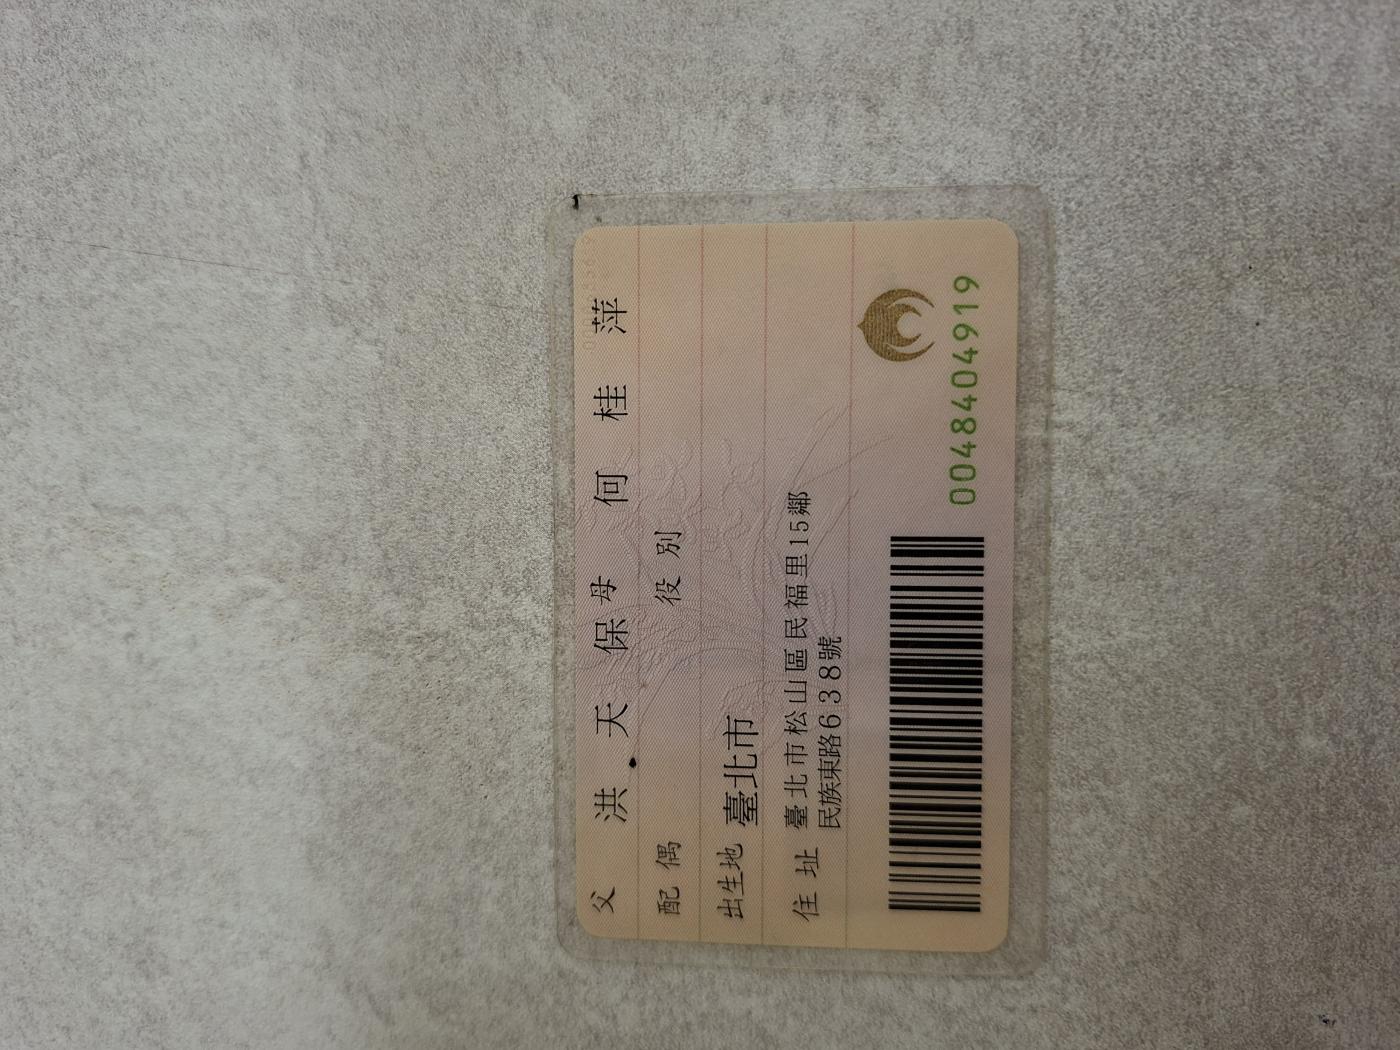 父 洪天保 母 何桂萍
配偶 役別
出生地 臺北市
住址 臺北市松山區民福里15鄰
民族東路638號
0048404919